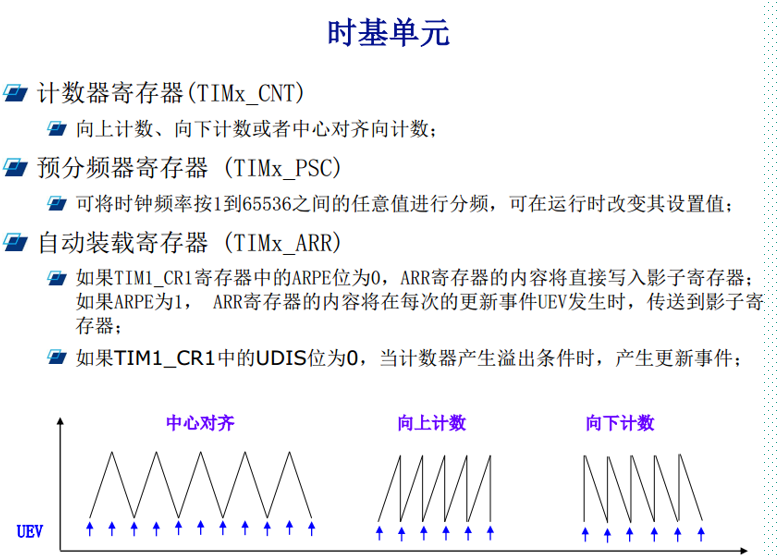 时基单元
计数器寄存器(TIMx_CNT)
向上计数、向下计数或者中心对齐向计数；
预分频器寄存器 (TIMx_PSC)
可将时钟频率按1到65536之间的任意值进行分频，可在运行时改变其设置值；
自动装载寄存器 (TIMx_ARR)
如果TIM1_CR1寄存器中的ARPE位为0，ARR寄存器的内容将直接写入影子寄存器；
如果ARPE为1， ARR寄存器的内容将在每次的更新事件UEV发生时，传送到影子寄
存器；
如果TIM1_CR1中的UDIS位为0，当计数器产生溢出条件时，产生更新事件；
中心对齐 向上计数 向下计数
UEV